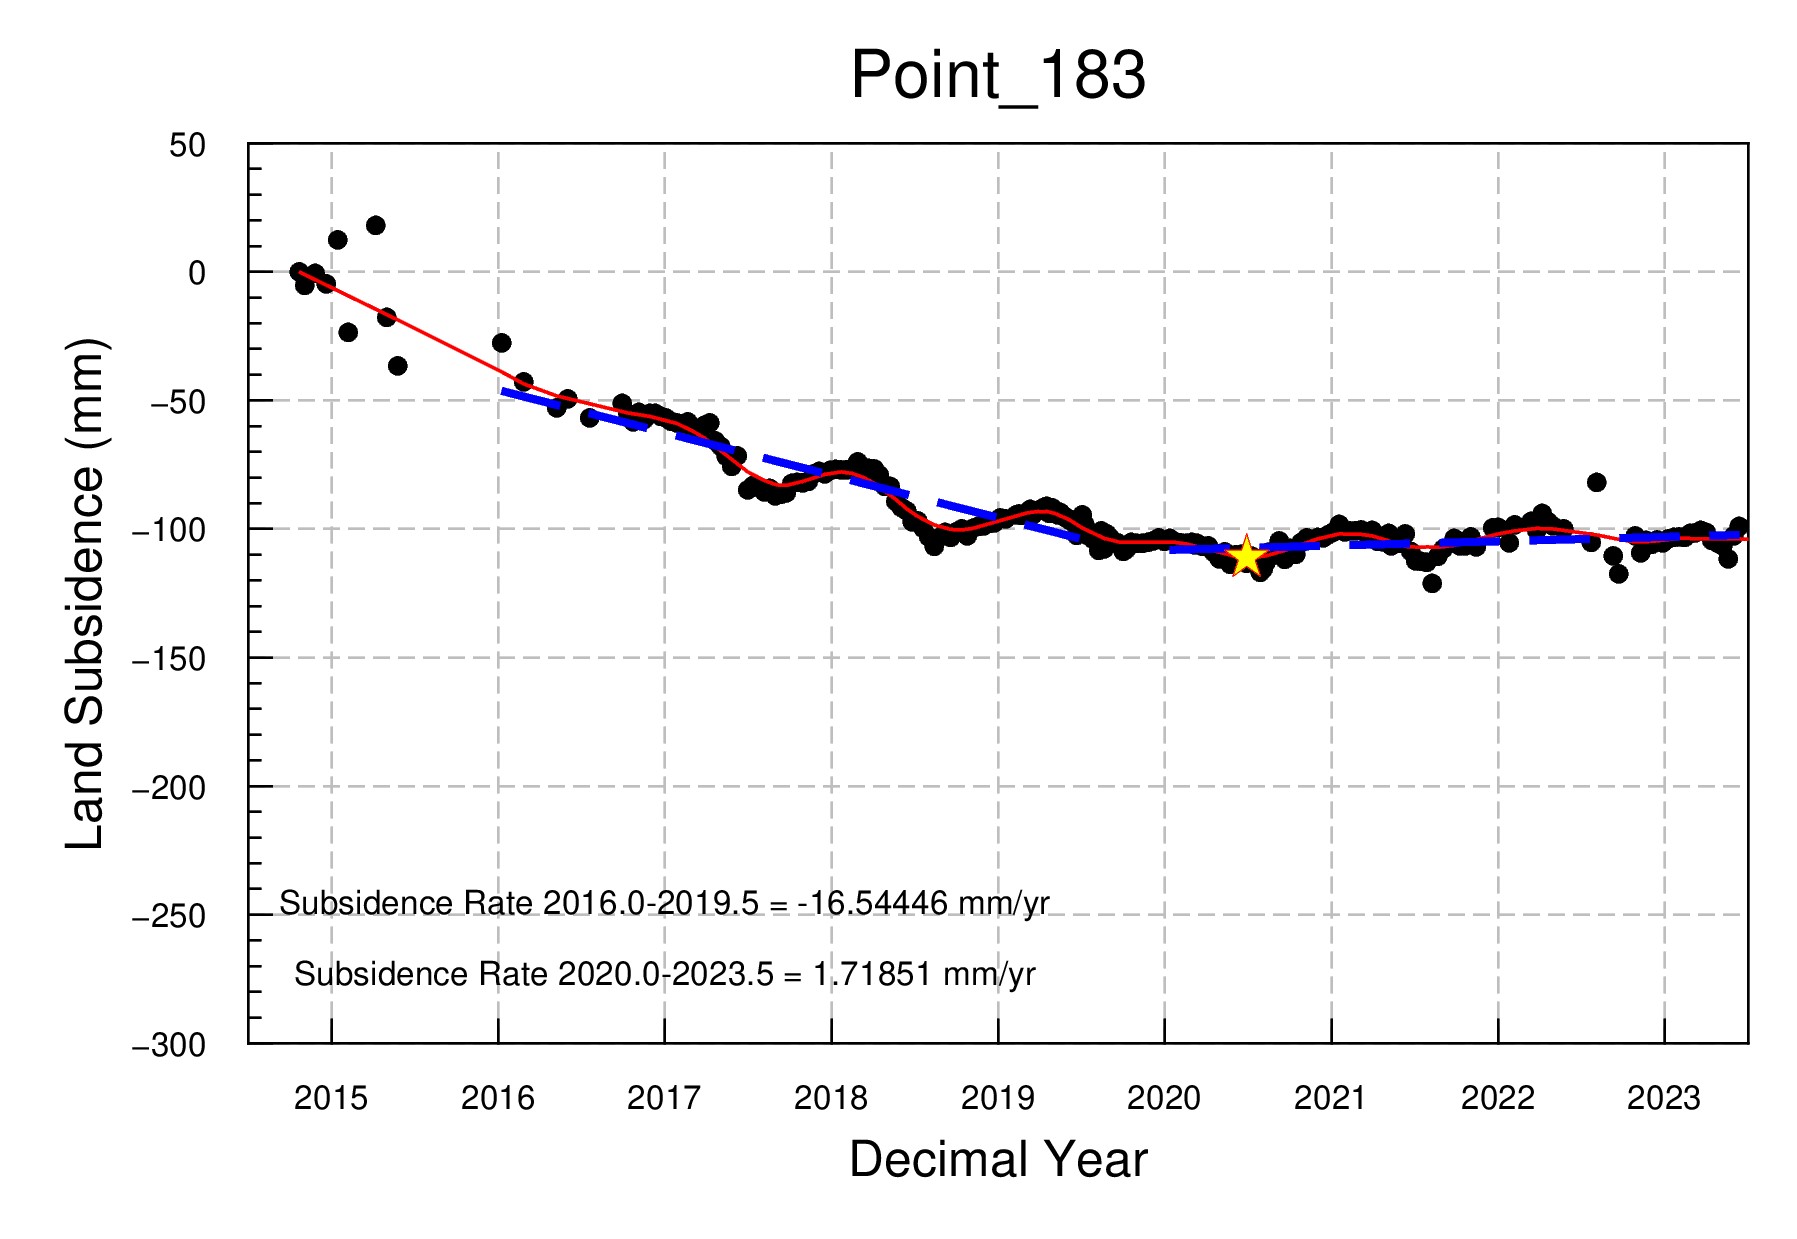 Point_183
50
0
−50
−100
−150
−200
−250
−300
Land Subsidence (mm)
Subsidence Rate 2016.0-2019.5 = -16.54446 mm/yr
Subsidence Rate 2020.0-2023.5 = 1.71851 mm/yr
2015 2016 2017 2018 2019 2020 2021 2022 2023
Decimal Year